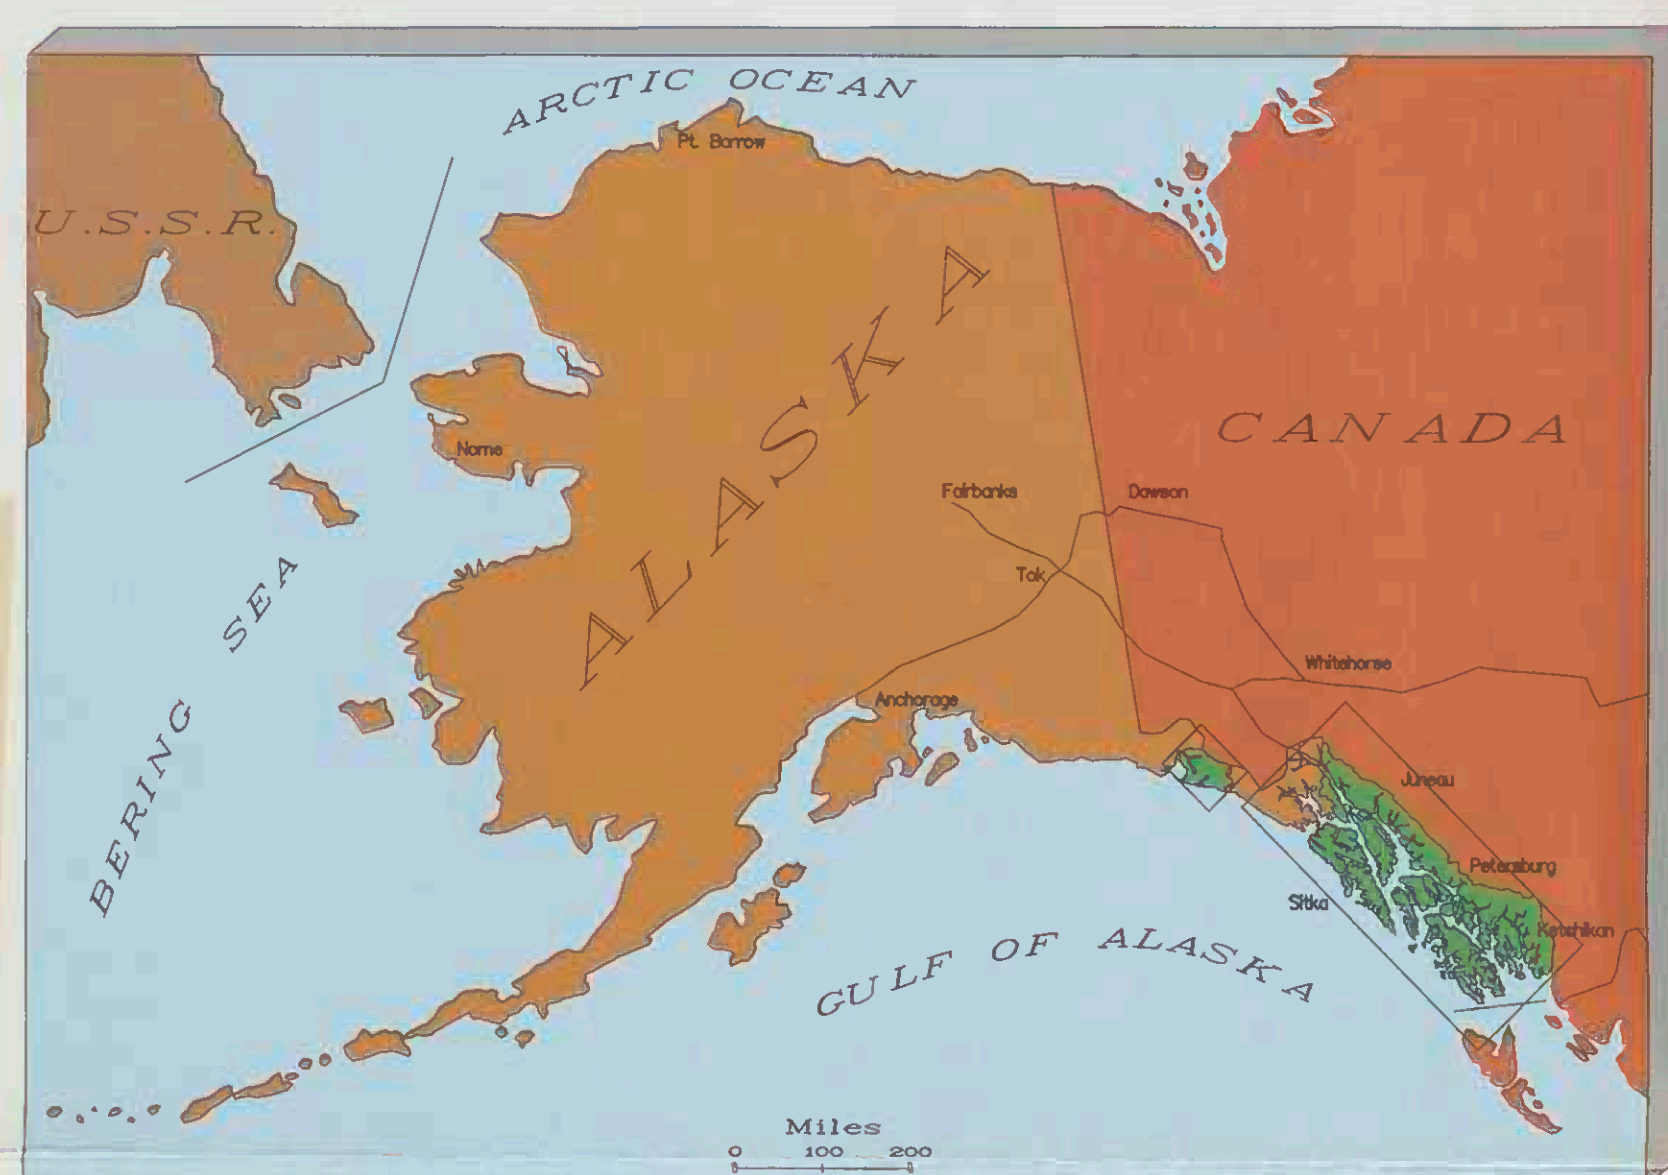 ARCTIC OCEAN
Pt. Barrow
U.S.S.R.
ALASKA
CANADA
Nome
Fairbanks
Dawson
Tok
BERING SEA
Whitehorse
Anchorage
Juneau
Petersburg
Sitka
Ketchikan
GULF OF ALASKA
Miles
0 100 200